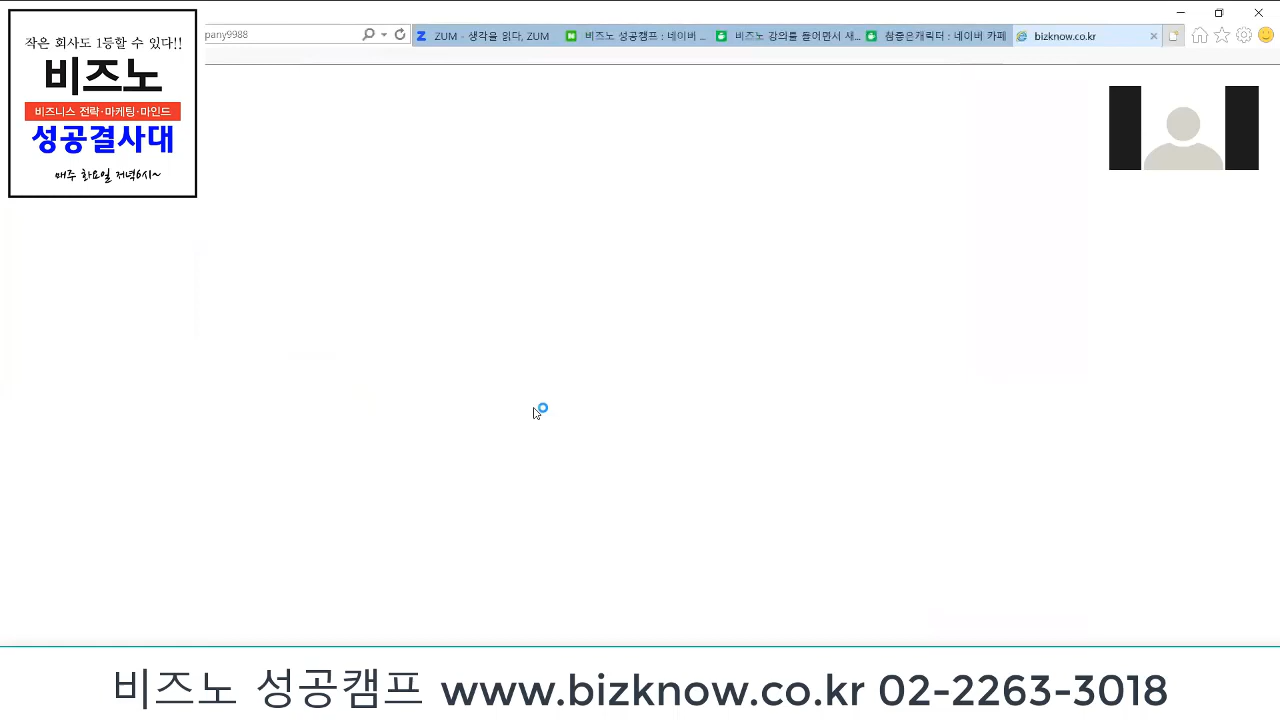 작은 회사도 1등할 수 있다!!
비즈노
비즈니스 전략·마케팅·마인드
성공결사대
매주 화요일 저녁6시~
pany9988
ZUM - 생각을 읽다, ZUM
비즈노 성공캠프 : 네이버 ...
비즈노 강의를 들이면서 새...
참좋은캐릭터 : 네이버 카페
bizknow.co.kr
비즈노 성공캠프 www.bizknow.co.kr 02-2263-3018